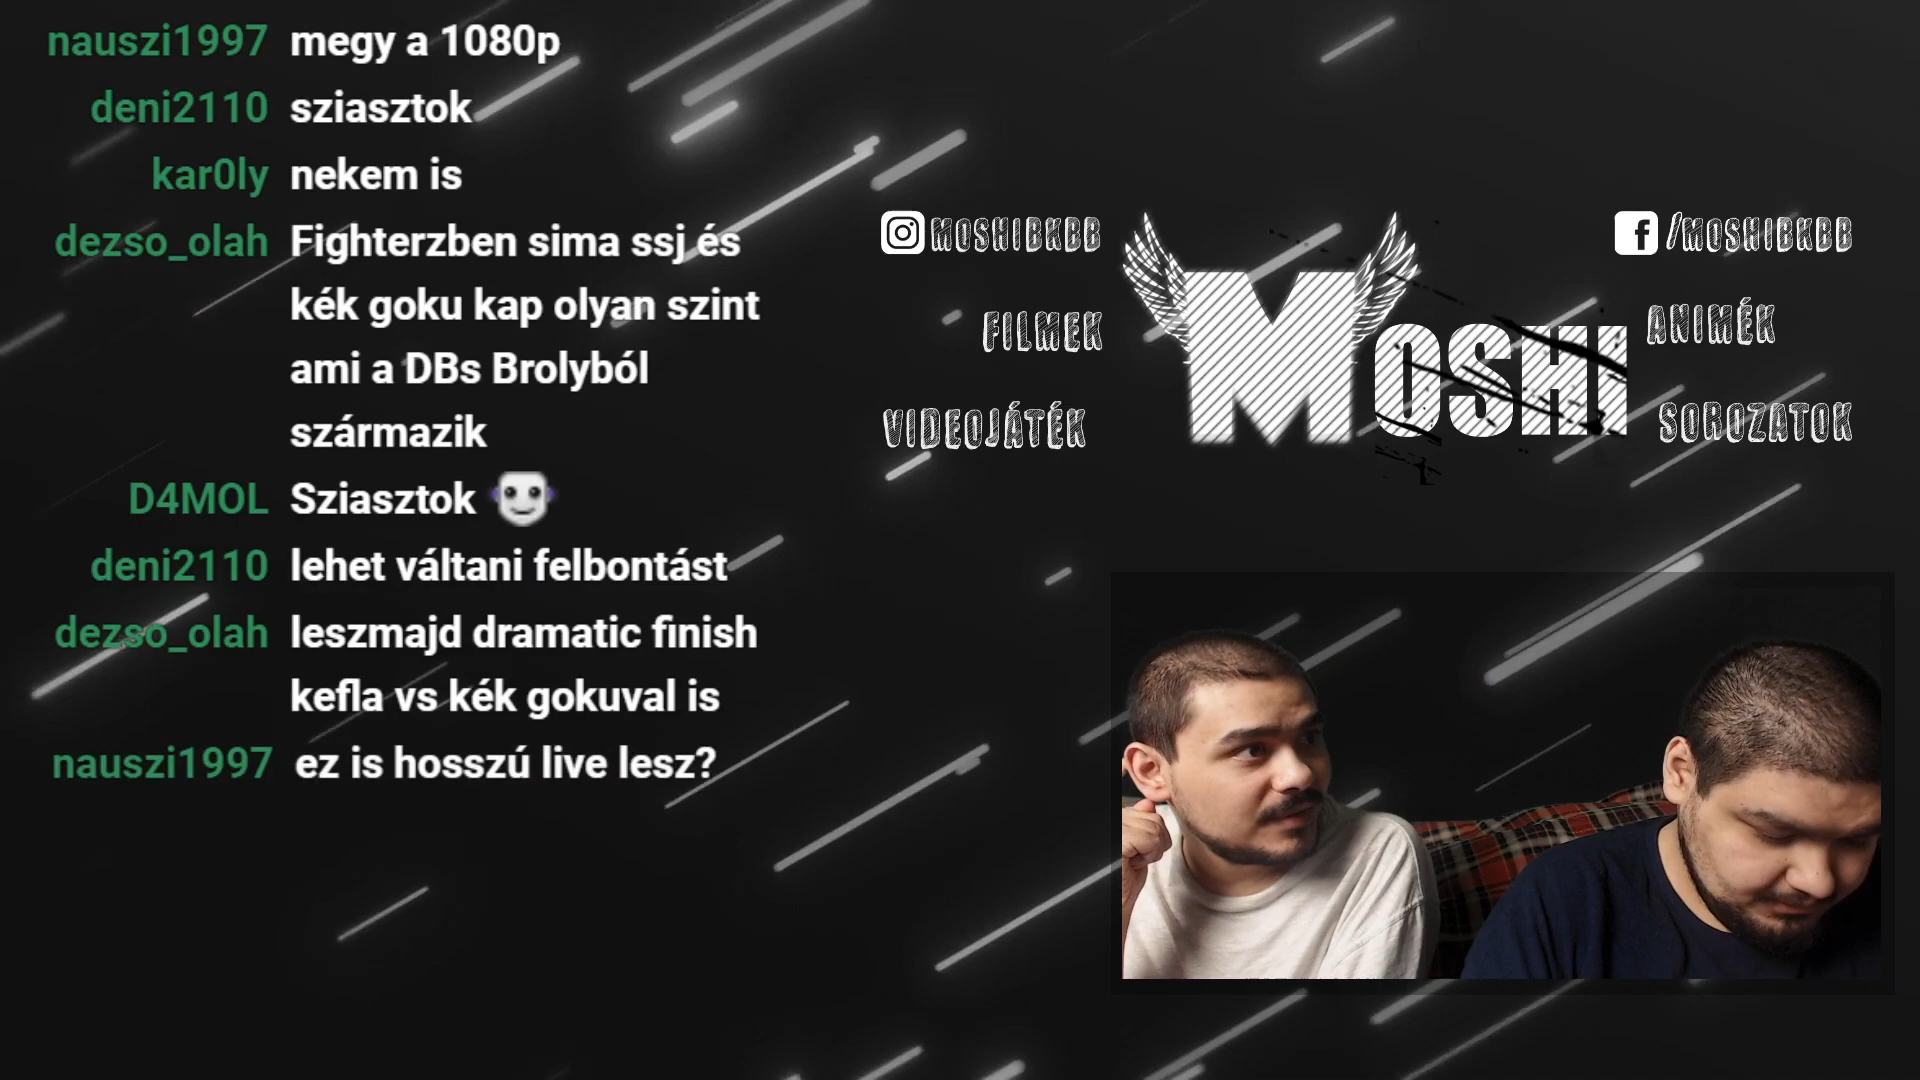 nauszi1997 megy a 1080p
deni2110 sziasztok
kar0ly nekem is
dezso_olah Fighterzben sima ssj és
kék goku kap olyan szint
ami a DBs Brolyból
származik
D4MOL Sziasztok
deni2110 lehet váltani felbontást
dezso_olah leszmajd dramatic finish
kefla vs kék gokuval is
nauszi1997 ez is hosszú live lesz?
MOSHIBKBB
FILMEK
VIDEOJÁTÉK
MOSHI
/MOSHIBKBB
ANIMÉK
SOROZATOK